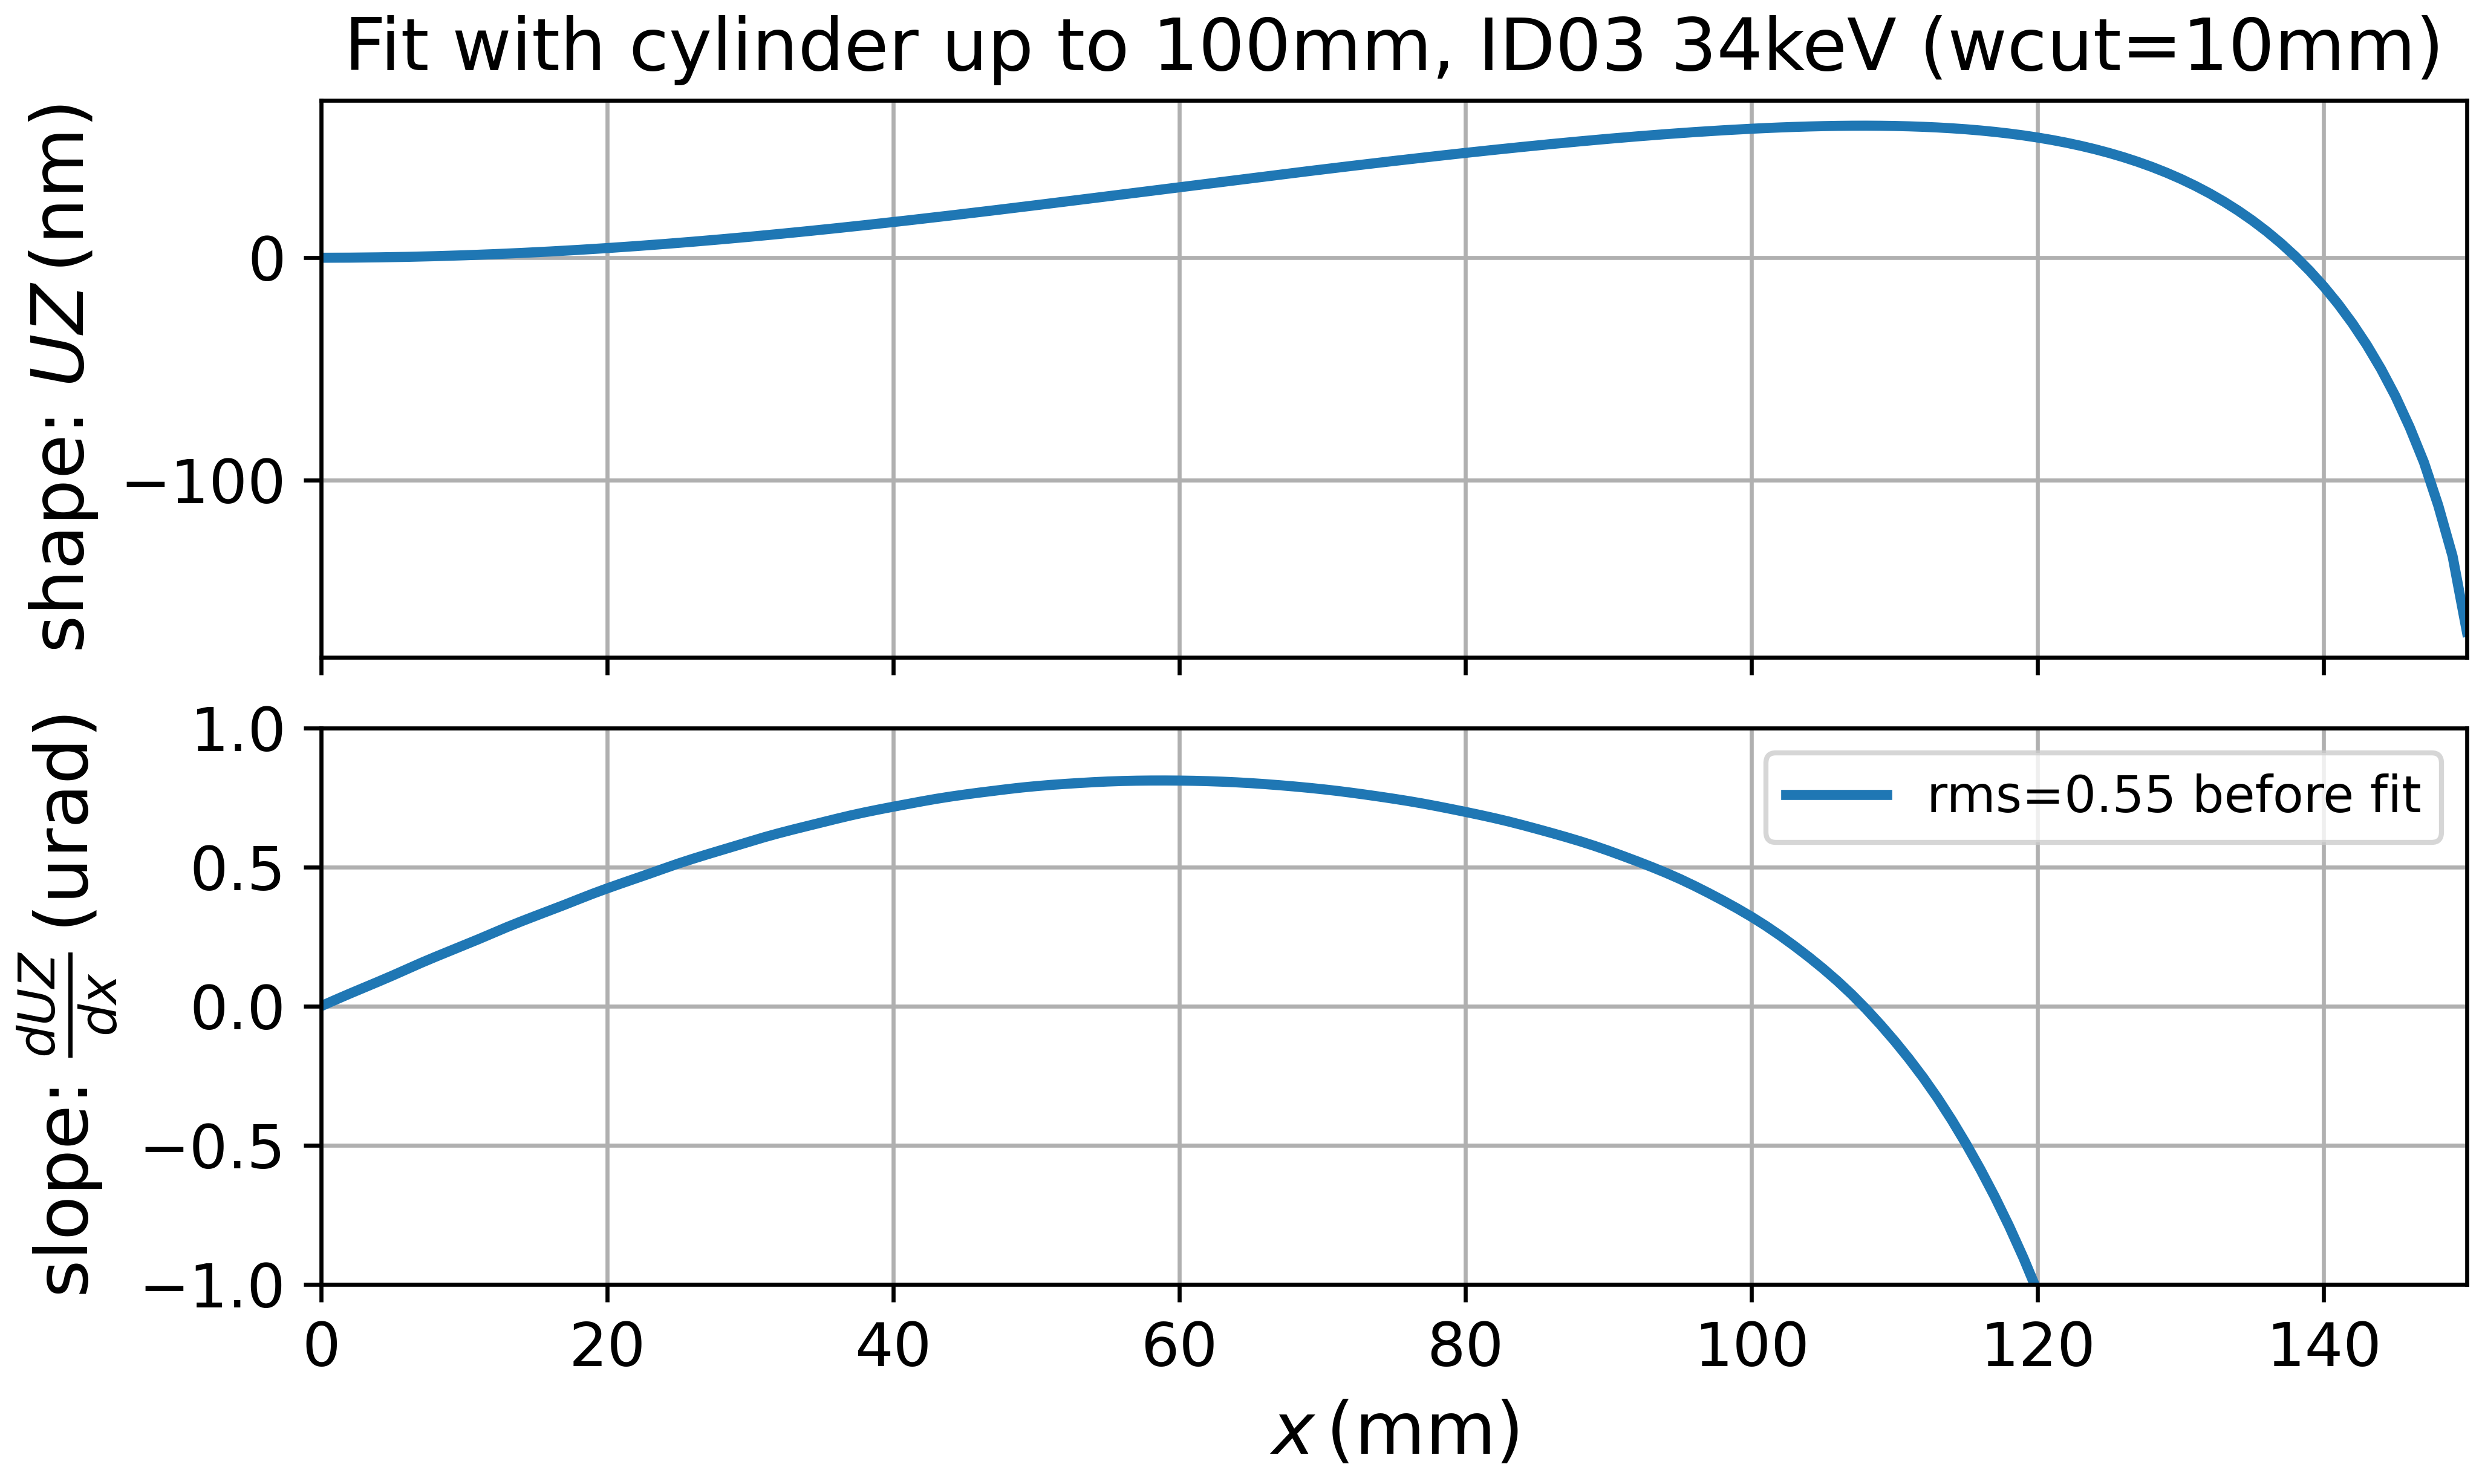 Fit with cylinder up to 100mm, ID03 34keV (wcut=10mm)
shape: UZ (nm)
0
−100
slope: dUZ/dx (urad)
1.0
0.5
0.0
−0.5
−1.0
rms=0.55 before fit
0 20 40 60 80 100 120 140
x (mm)